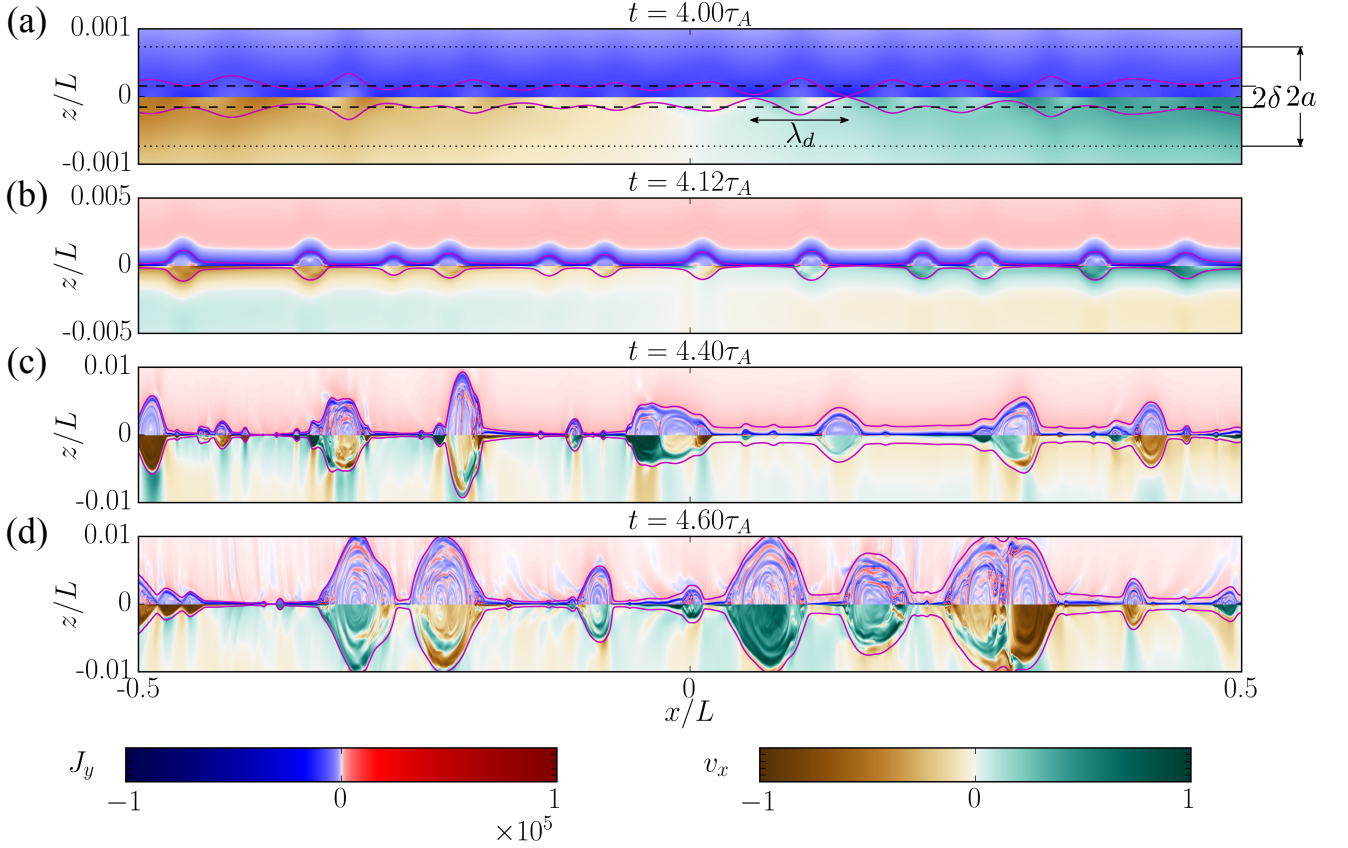 (a)
t = 4.00τ_A
0.001
z/L
0
-0.001
λ_d
2δ 2a
(b)
t = 4.12τ_A
0.005
z/L
0
-0.005
(c)
t = 4.40τ_A
0.01
z/L
0
-0.01
(d)
t = 4.60τ_A
0.01
z/L
0
-0.01
-0.5 0 0.5
x/L
J_y
−1 0 1
×10^5
v_x
−1 0 1